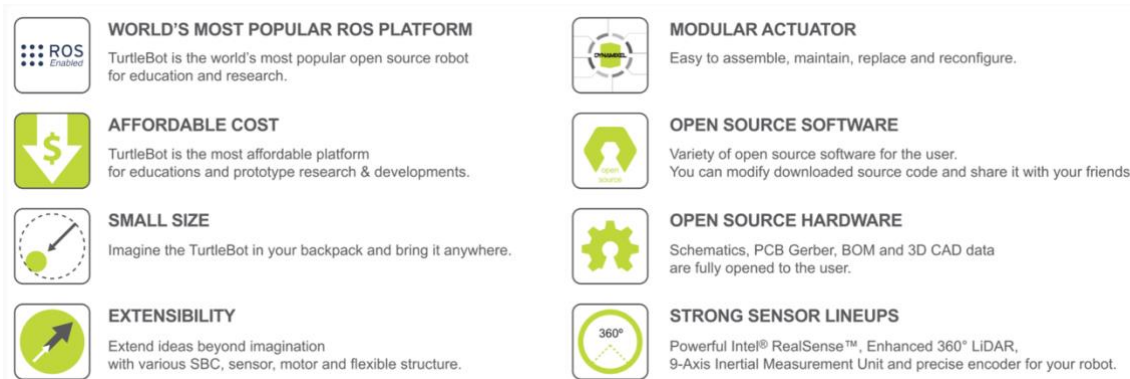 ROS
Enabled
WORLD'S MOST POPULAR ROS PLATFORM
TurtleBot is the world's most popular open source robot
for education and research.
$
AFFORDABLE COST
TurtleBot is the most affordable platform
for educations and prototype research & developments.
SMALL SIZE
Imagine the TurtleBot in your backpack and bring it anywhere.
EXTENSIBILITY
Extend ideas beyond imagination
with various SBC, sensor, motor and flexible structure.
DYNAMIXEL
MODULAR ACTUATOR
Easy to assemble, maintain, replace and reconfigure.
open
source
OPEN SOURCE SOFTWARE
Variety of open source software for the user.
You can modify downloaded source code and share it with your friends
OPEN SOURCE HARDWARE
Schematics, PCB Gerber, BOM and 3D CAD data
are fully opened to the user.
360°
STRONG SENSOR LINEUPS
Powerful Intel® RealSense™, Enhanced 360° LiDAR,
9-Axis Inertial Measurement Unit and precise encoder for your robot.